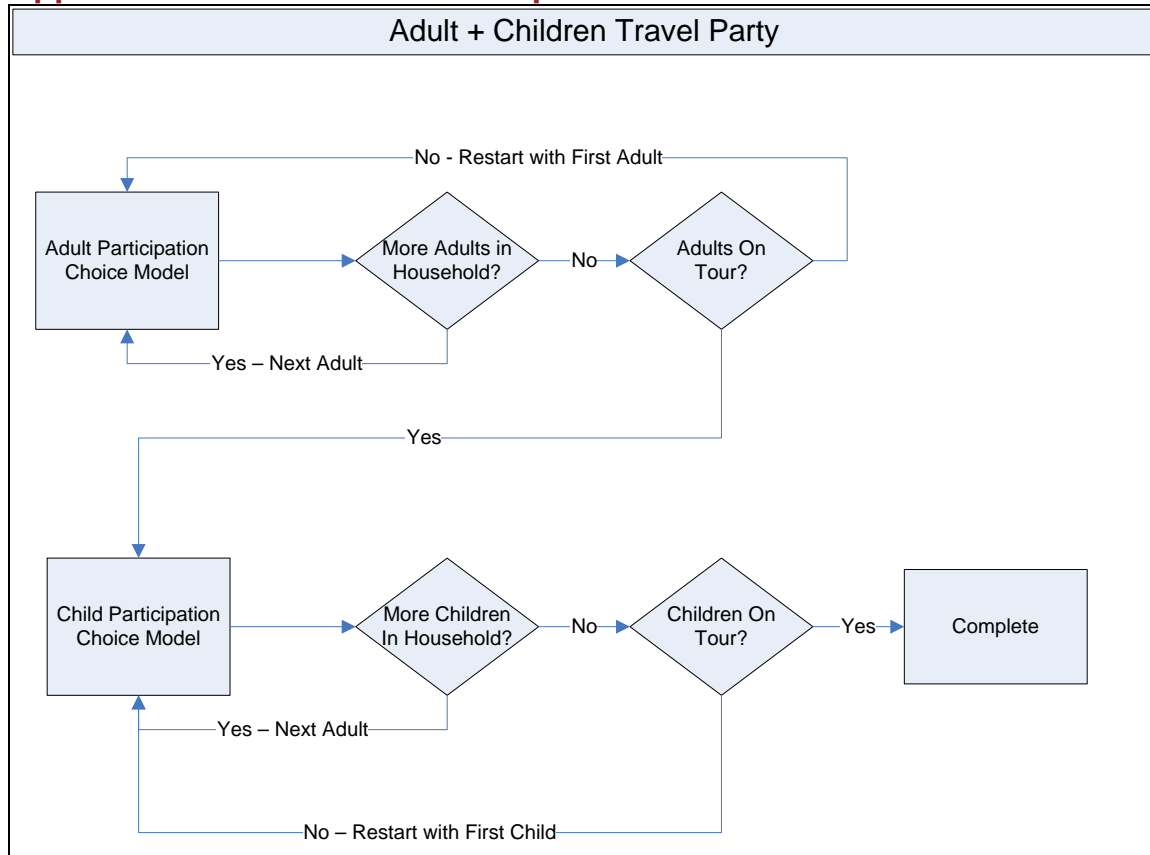 Adult + Children Travel Party
No - Restart with First Adult
Adult Participation
Choice Model
More Adults in
Household?
No
Adults On
Tour?
Yes – Next Adult
Yes
Child Participation
Choice Model
More Children
In Household?
No
Children On
Tour?
Yes
Complete
Yes – Next Adult
No – Restart with First Child